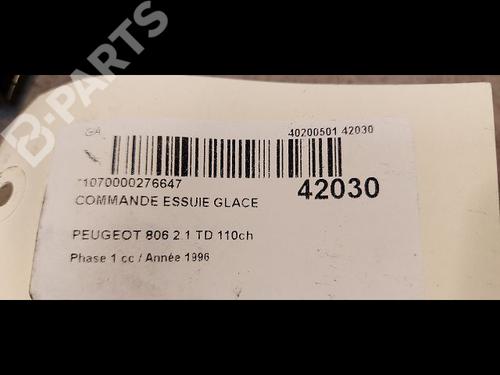 B-PARTS
GA
40200501 42030
*1070000276647
42030
COMMANDE ESSUIE GLACE
PEUGEOT 806 2.1 TD 110ch
Phase 1 cc / Année 1996